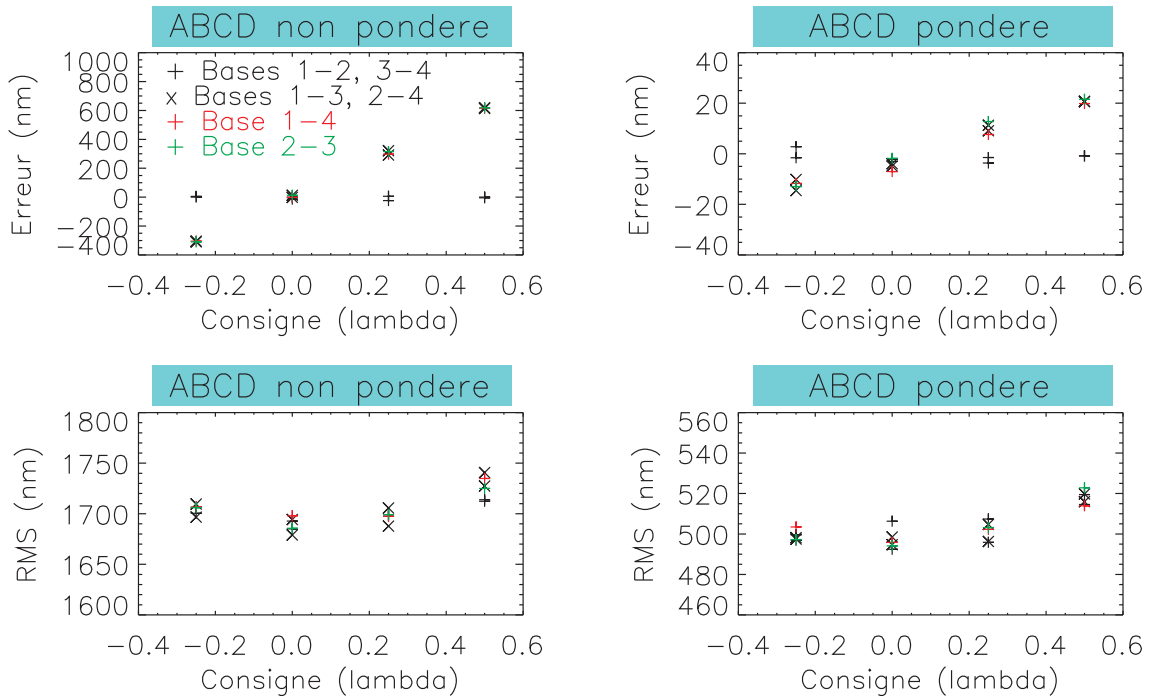 ABCD non pondere
1000
800
600
400
200
0
−200
−400
Erreur (nm)
+ Bases 1−2, 3−4
× Bases 1−3, 2−4
+ Base 1−4
+ Base 2−3
−0.4 −0.2 0.0 0.2 0.4 0.6
Consigne (lambda)
ABCD pondere
40
20
0
−20
−40
Erreur (nm)
−0.4 −0.2 0.0 0.2 0.4 0.6
Consigne (lambda)
ABCD non pondere
1800
1750
1700
1650
1600
RMS (nm)
−0.4 −0.2 0.0 0.2 0.4 0.6
Consigne (lambda)
ABCD pondere
560
540
520
500
480
460
RMS (nm)
−0.4 −0.2 0.0 0.2 0.4 0.6
Consigne (lambda)